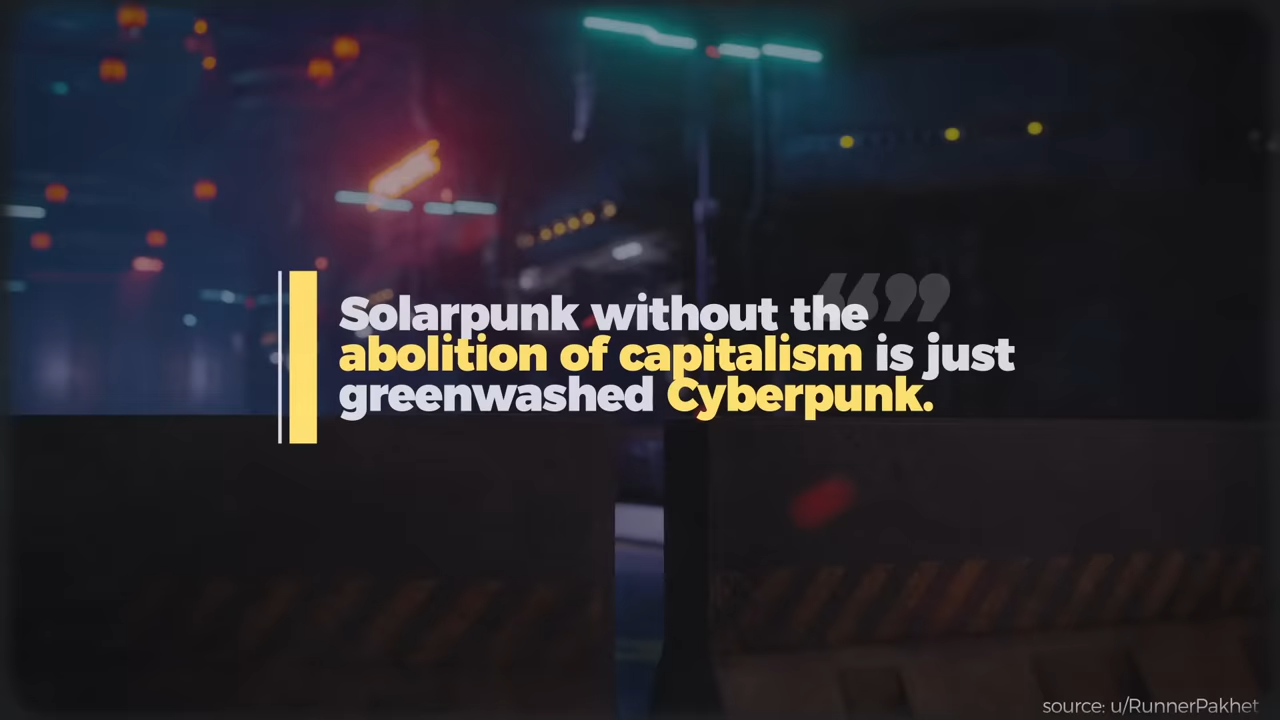 Solarpunk without the
abolition of capitalism is just
greenwashed Cyberpunk.
source: u/RunnerPakhet